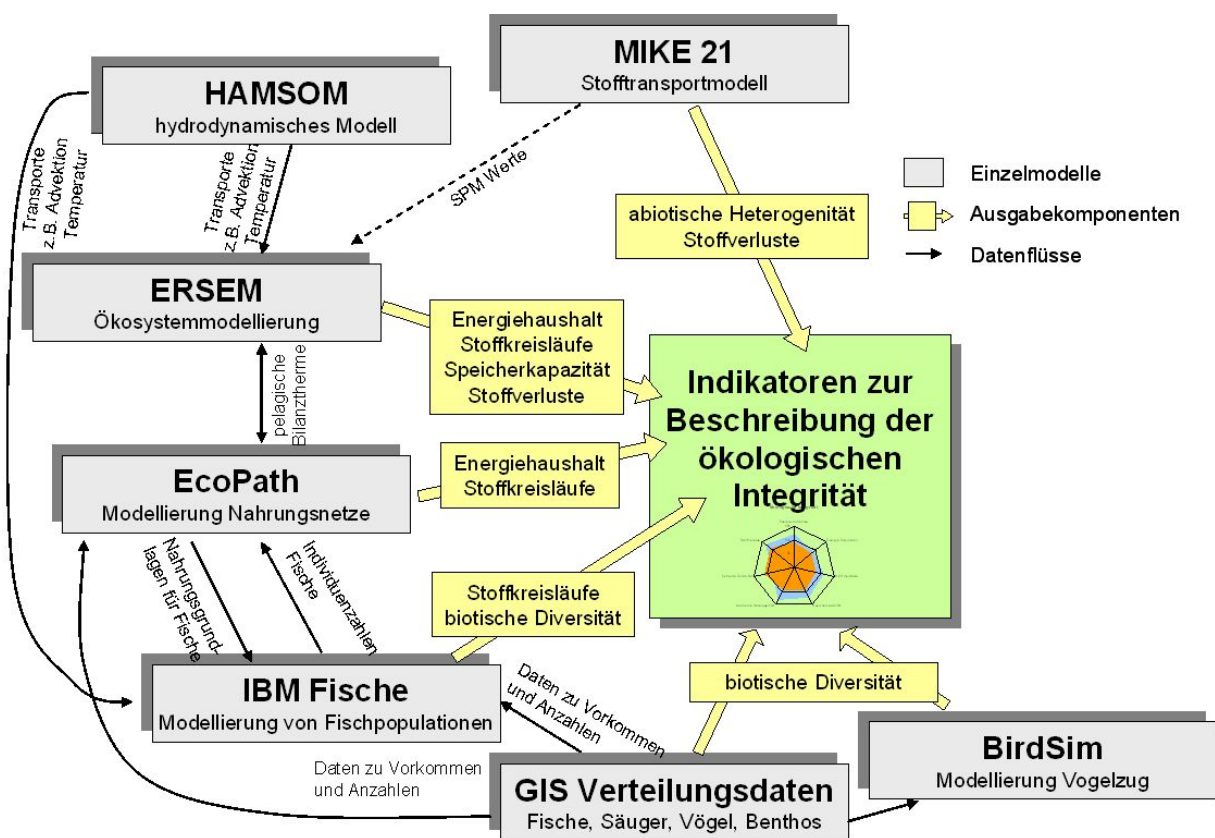 MIKE 21
Stofftransportmodell
HAMSOM
hydrodynamisches Modell
Transporte
z.B. Advektion
Temperatur
Transporte
z.B. Advektion
Temperatur
SPM Werte
abiotische Heterogenität
Stoffverluste
Einzelmodelle
Ausgabekomponenten
Datenflüsse
ERSEM
Ökosystemmodellierung
Energiehaushalt
Stoffkreisläufe
Speicherkapazität
Stoffverluste
Indikatoren zur
Beschreibung der
ökologischen
Integrität
pelagische
Bilanztherme
EcoPath
Modellierung Nahrungsnetze
Energiehaushalt
Stoffkreisläufe
Nahrungsgrund-
lagen für Fische
Individuenzahlen
Fische
Stoffkreisläufe
biotische Diversität
IBM Fische
Modellierung von Fischpopulationen
Daten zu Vorkommen
und Anzahlen
biotische Diversität
Daten zu Vorkommen
und Anzahlen
GIS Verteilungsdaten
Fische, Säuger, Vögel, Benthos
BirdSim
Modellierung Vogelzug